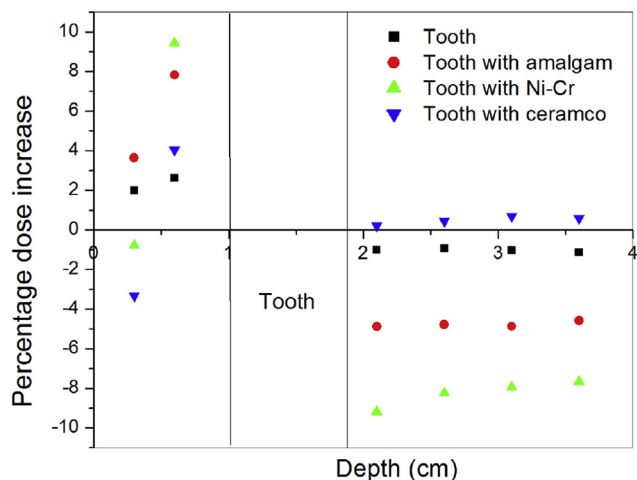 Percentage dose increase
10
8
6
4
2
0
-2
-4
-6
-8
-10
Tooth
Tooth with amalgam
Tooth with Ni-Cr
Tooth with ceramco
0
1
2
3
4
Tooth
Depth (cm)